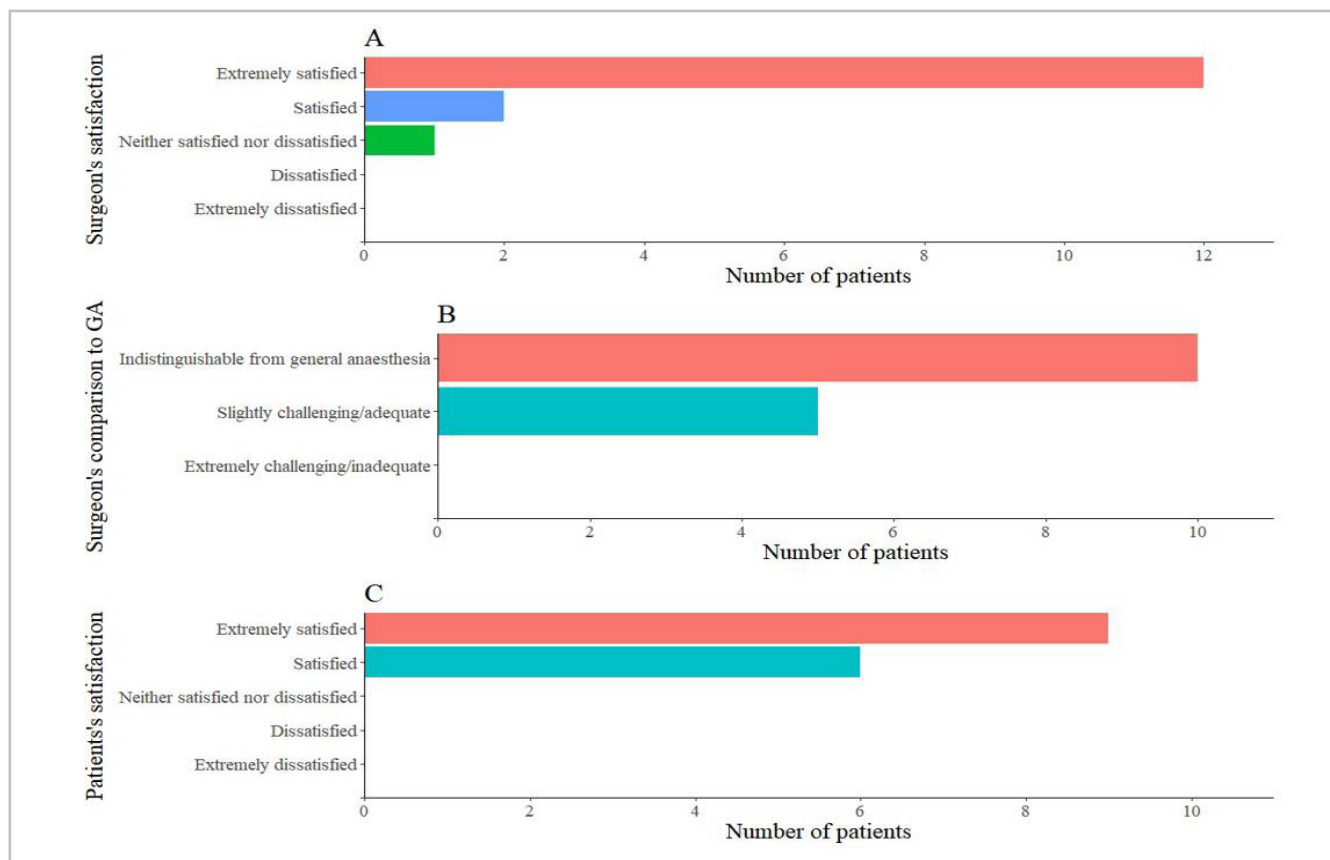 A
Surgeon's satisfaction
Extremely satisfied
Satisfied
Neither satisfied nor dissatisfied
Dissatisfied
Extremely dissatisfied
0 2 4 6 8 10 12
Number of patients
B
Surgeon's comparison to GA
Indistinguishable from general anaesthesia
Slightly challenging/adequate
Extremely challenging/inadequate
0 2 4 6 8 10
Number of patients
C
Patients's satisfaction
Extremely satisfied
Satisfied
Neither satisfied nor dissatisfied
Dissatisfied
Extremely dissatisfied
0 2 4 6 8 10
Number of patients